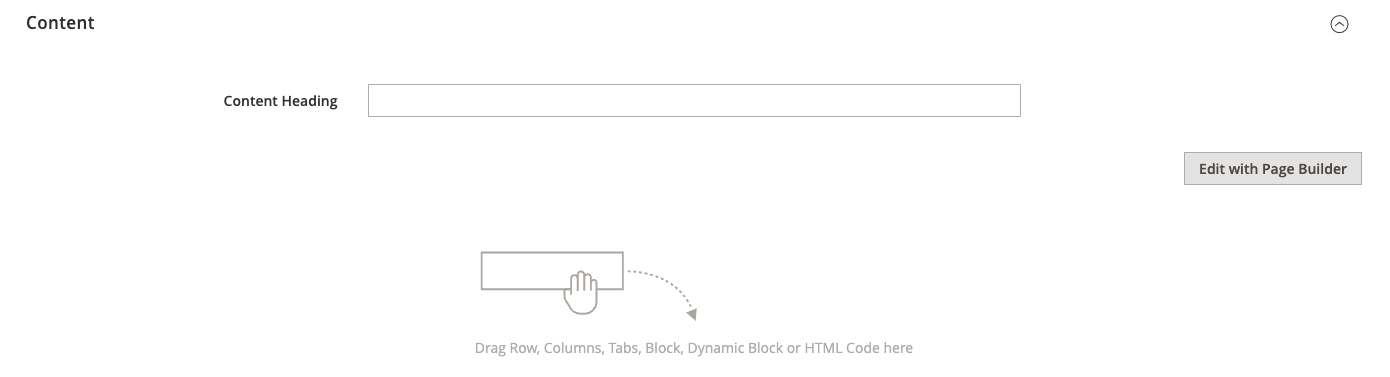 Content
Content Heading
Edit with Page Builder
Drag Row, Columns, Tabs, Block, Dynamic Block or HTML Code here